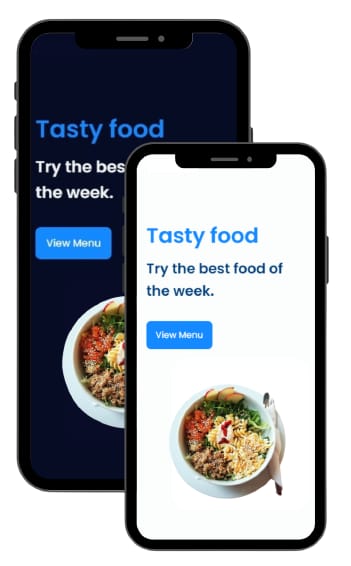 Tasty food
Try the bes
the week.
View Menu
Tasty food
Try the best food of
the week.
View Menu